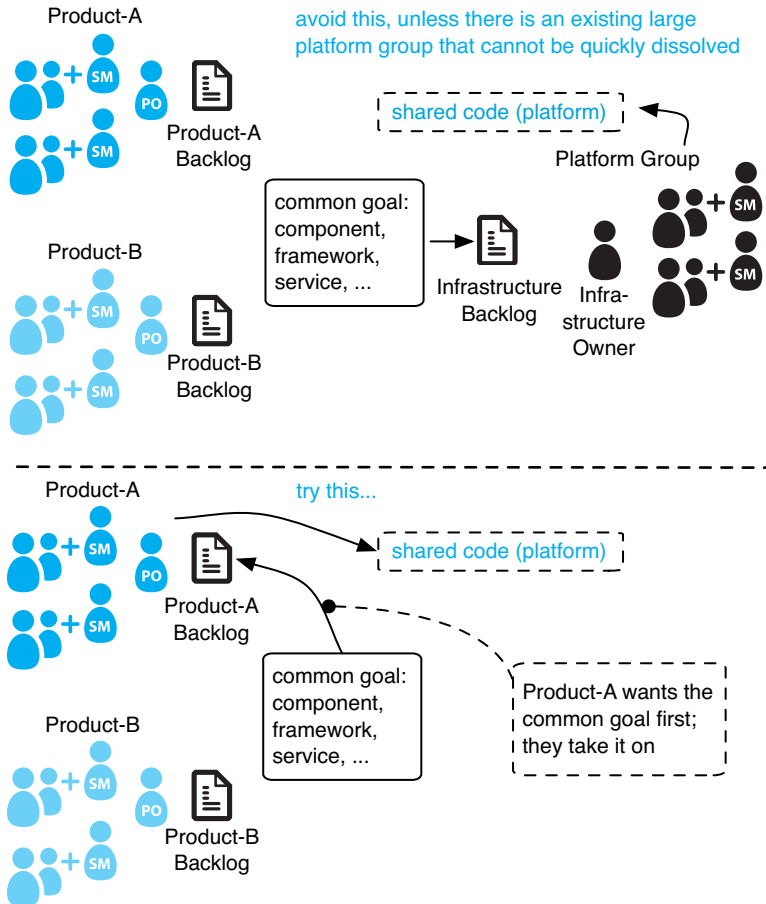 Product-A
avoid this, unless there is an existing large
platform group that cannot be quickly dissolved
SM
PO
SM
Product-A
Backlog
shared code (platform)
Platform Group
SM
SM
common goal:
component,
framework,
service, ...
Infrastructure
Backlog
Infra-
structure
Owner
Product-B
SM
PO
SM
Product-B
Backlog
Product-A
try this...
SM
PO
SM
Product-A
Backlog
shared code (platform)
common goal:
component,
framework,
service, ...
Product-A wants the
common goal first;
they take it on
Product-B
SM
PO
SM
Product-B
Backlog